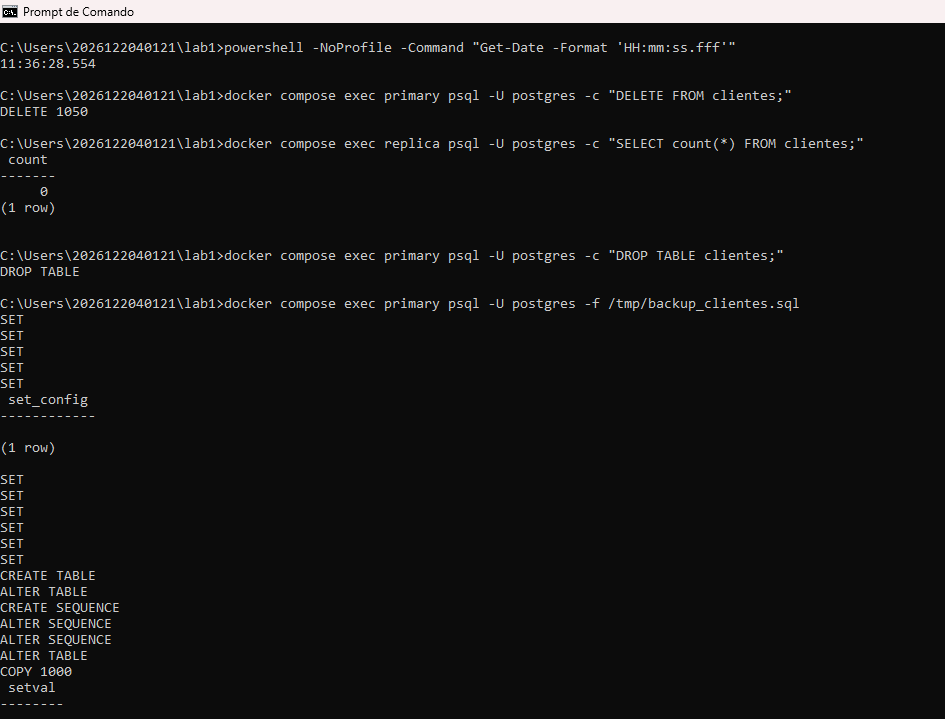 Prompt de Comando
C:\Users\2026122040121\lab1>powershell -NoProfile -Command "Get-Date -Format 'HH:mm:ss.fff'"
11:36:28.554
C:\Users\2026122040121\lab1>docker compose exec primary psql -U postgres -c "DELETE FROM clientes;"
DELETE 1050
C:\Users\2026122040121\lab1>docker compose exec replica psql -U postgres -c "SELECT count(*) FROM clientes;"
count
-------
0
(1 row)
C:\Users\2026122040121\lab1>docker compose exec primary psql -U postgres -c "DROP TABLE clientes;"
DROP TABLE
C:\Users\2026122040121\lab1>docker compose exec primary psql -U postgres -f /tmp/backup_clientes.sql
SET
SET
SET
SET
SET
set_config
------------
(1 row)
SET
SET
SET
SET
SET
SET
CREATE TABLE
ALTER TABLE
CREATE SEQUENCE
ALTER SEQUENCE
ALTER SEQUENCE
ALTER TABLE
COPY 1000
setval
--------